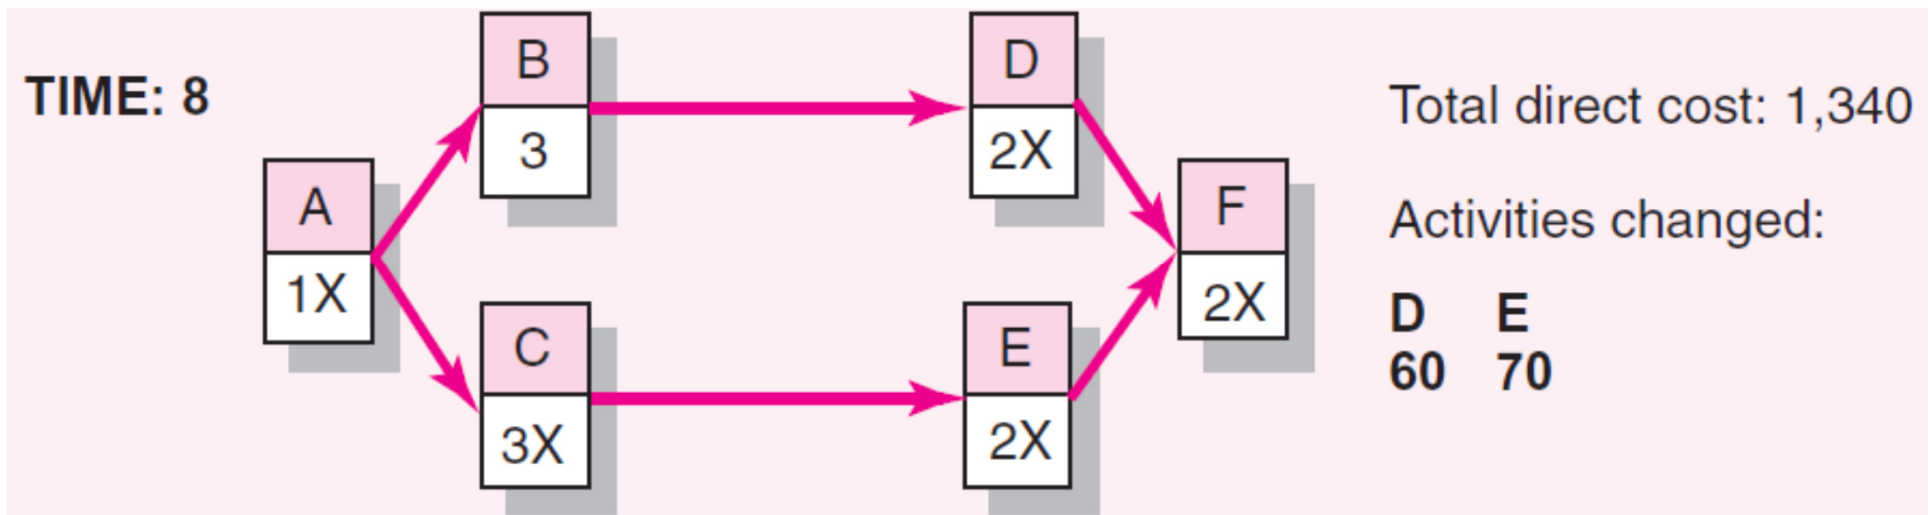 TIME: 8
A
1X
B
3
C
3X
D
2X
E
2X
F
2X
Total direct cost: 1,340
Activities changed:
D E
60 70